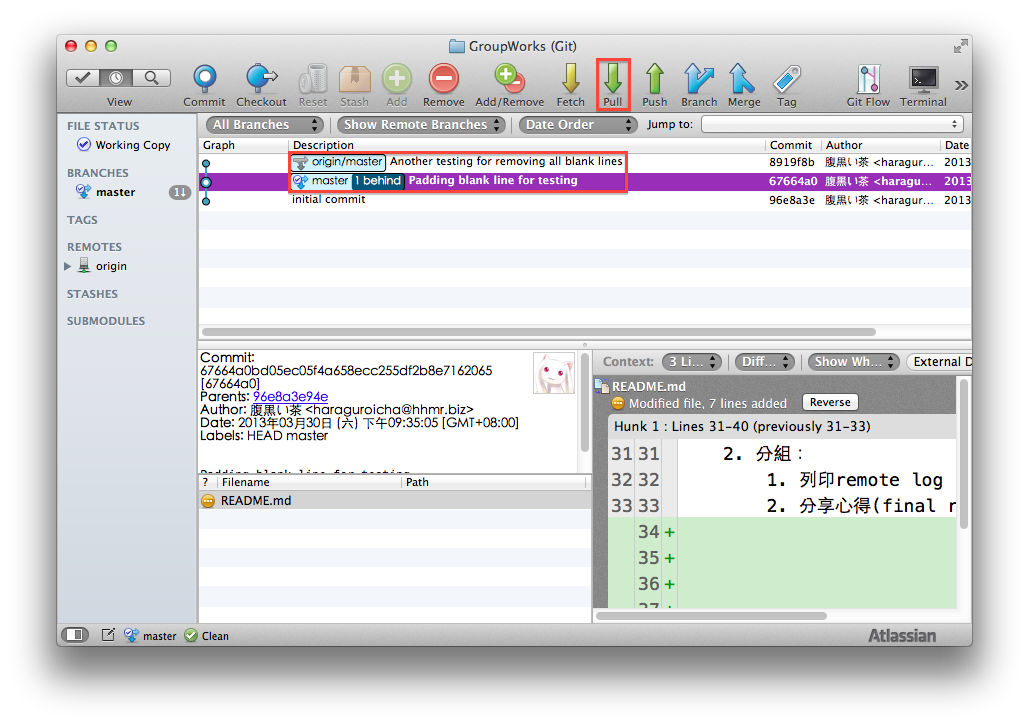 GroupWorks (Git)
View
Commit
Checkout
Reset
Stash
Add
Remove
Add/Remove
Fetch
Pull
Push
Branch
Merge
Tag
Git Flow
Terminal
FILE STATUS
Working Copy
BRANCHES
master 1↓
TAGS
REMOTES
origin
STASHES
SUBMODULES
All Branches
Show Remote Branches
Date Order
Jump to:
Graph Description Commit Author Date
origin/master Another testing for removing all blank lines 8919f8b 腹黒い茶 <haragur... 2013
master 1 behind Padding blank line for testing 67664a0 腹黒い茶 <haragu... 2013
initial commit 96e8a3e 腹黒い茶 <haragur... 2013
Commit:
67664a0bd05ec05f4a658ecc255df2b8e7162065
[67664a0]
Parents: 96e8a3e94e
Author: 腹黒い茶 <haraguroicha@hhmr.biz>
Date: 2013年03月30日 (六) 下午09:35:05 [GMT+08:00]
Labels: HEAD master
Padding blank line for testing
? Filename Path
README.md
Context: 3 Li... Diff... Show Wh... External D
README.md
Modified file, 7 lines added Reverse
Hunk 1 : Lines 31-40 (previously 31-33)
31 31 2. 分組：
32 32 1. 列印remote log
33 33 2. 分享心得(final r
34 +
35 +
36 +
37 +
master Clean
Atlassian